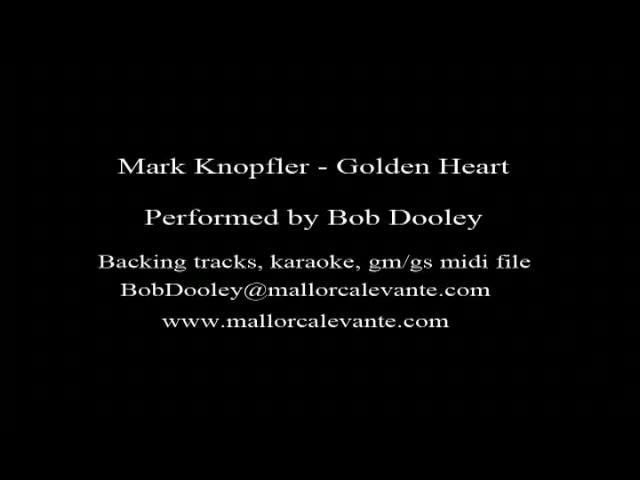 Mark Knopfler - Golden Heart
Performed by Bob Dooley
Backing tracks, karaoke, gm/gs midi file
BobDooley@mallorcalevante.com
www.mallorcalevante.com